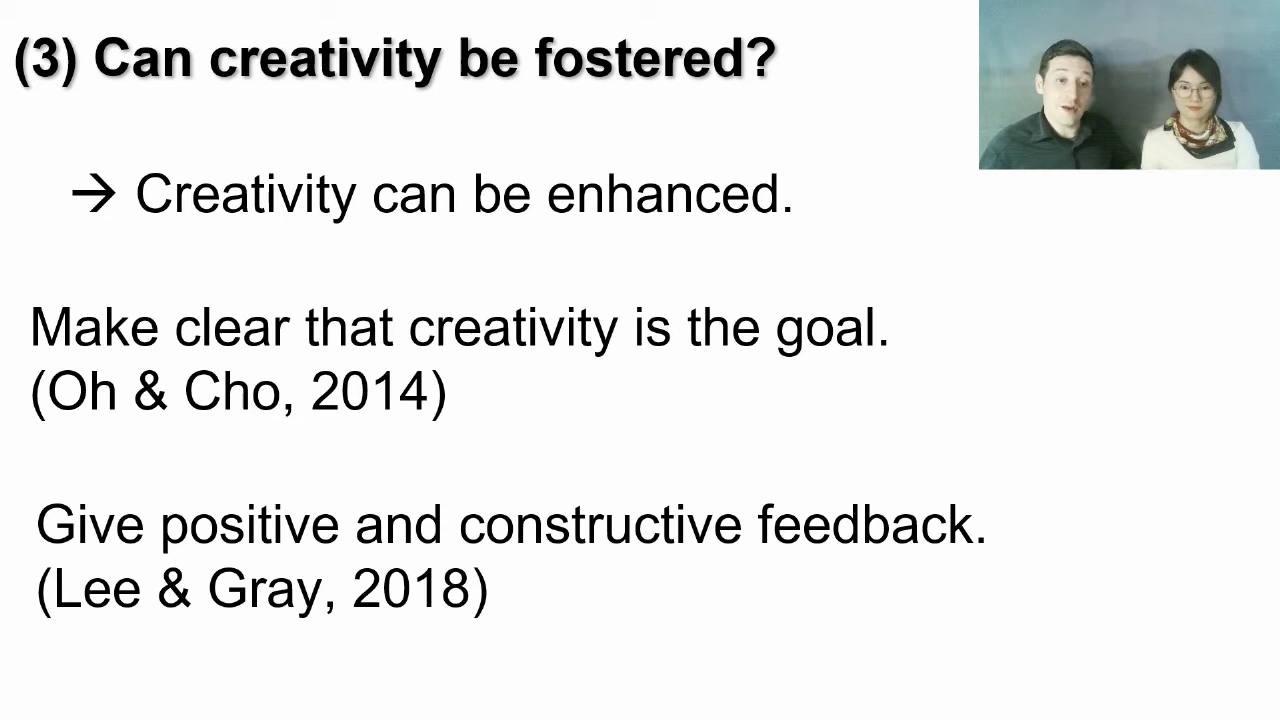 (3) Can creativity be fostered?
→ Creativity can be enhanced.
Make clear that creativity is the goal.
(Oh & Cho, 2014)
Give positive and constructive feedback.
(Lee & Gray, 2018)